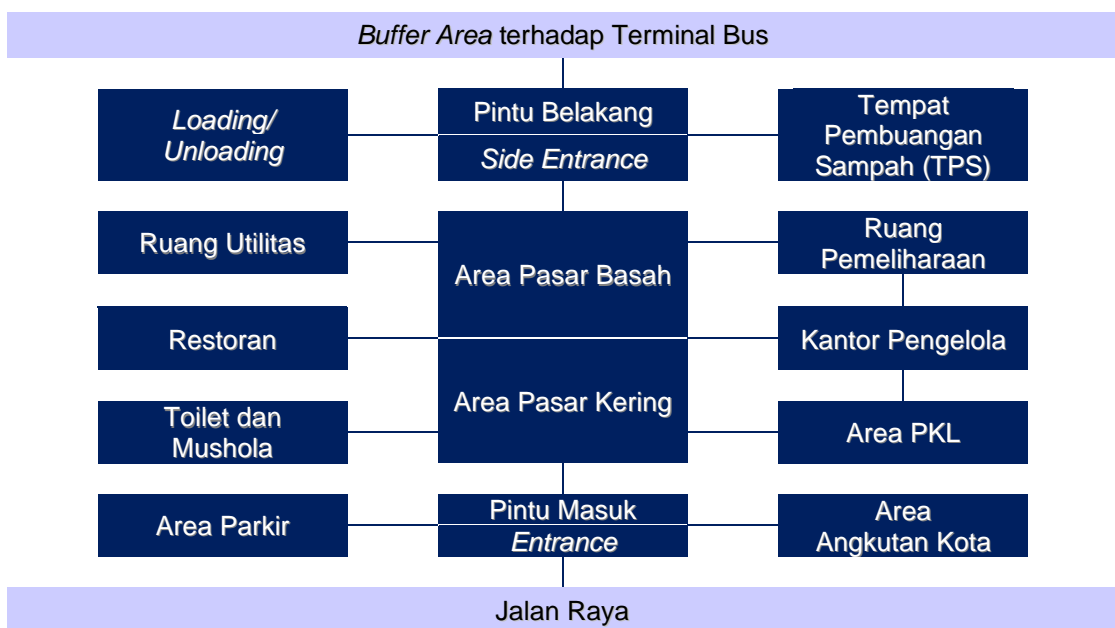 Buffer Area terhadap Terminal Bus
Loading/
Unloading
Pintu Belakang
Side Entrance
Tempat
Pembuangan
Sampah (TPS)
Ruang Utilitas
Area Pasar Basah
Ruang
Pemeliharaan
Restoran
Kantor Pengelola
Toilet dan
Mushola
Area Pasar Kering
Area PKL
Area Parkir
Pintu Masuk
Entrance
Area
Angkutan Kota
Jalan Raya